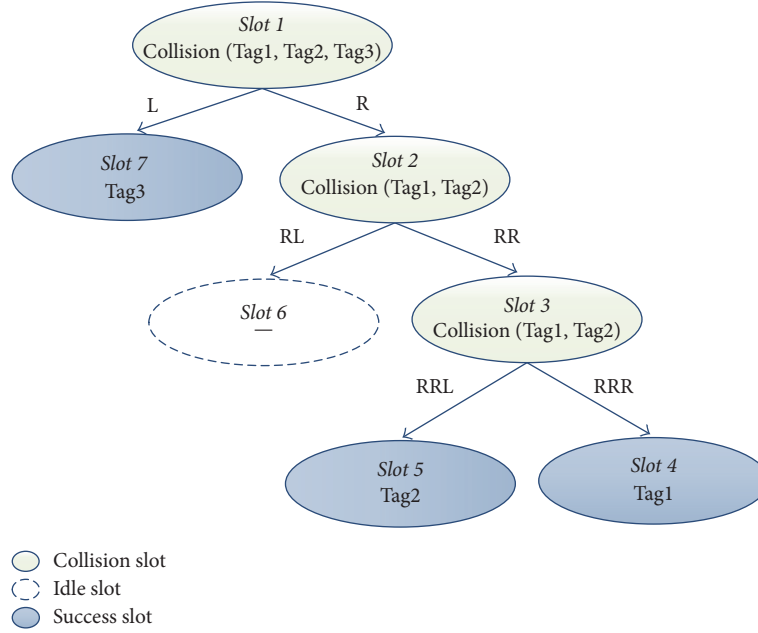 Slot 1
Collision (Tag1, Tag2, Tag3)
L
R
Slot 7
Tag3
Slot 2
Collision (Tag1, Tag2)
RL
RR
Slot 6
—
Slot 3
Collision (Tag1, Tag2)
RRL
RRR
Slot 5
Tag2
Slot 4
Tag1
Collision slot
Idle slot
Success slot